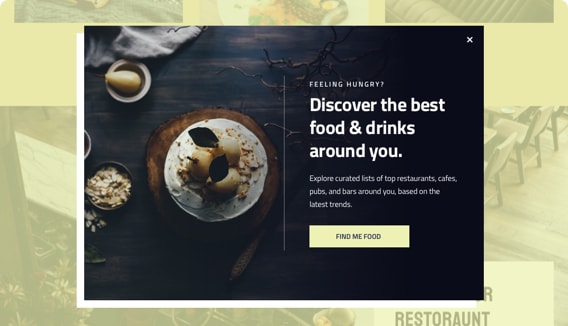 ×
FEELING HUNGRY?
Discover the best
food & drinks
around you.
Explore curated lists of top restaurants, cafes,
pubs, and bars around you, based on the
latest trends.
FIND ME FOOD
RESTORAUNT